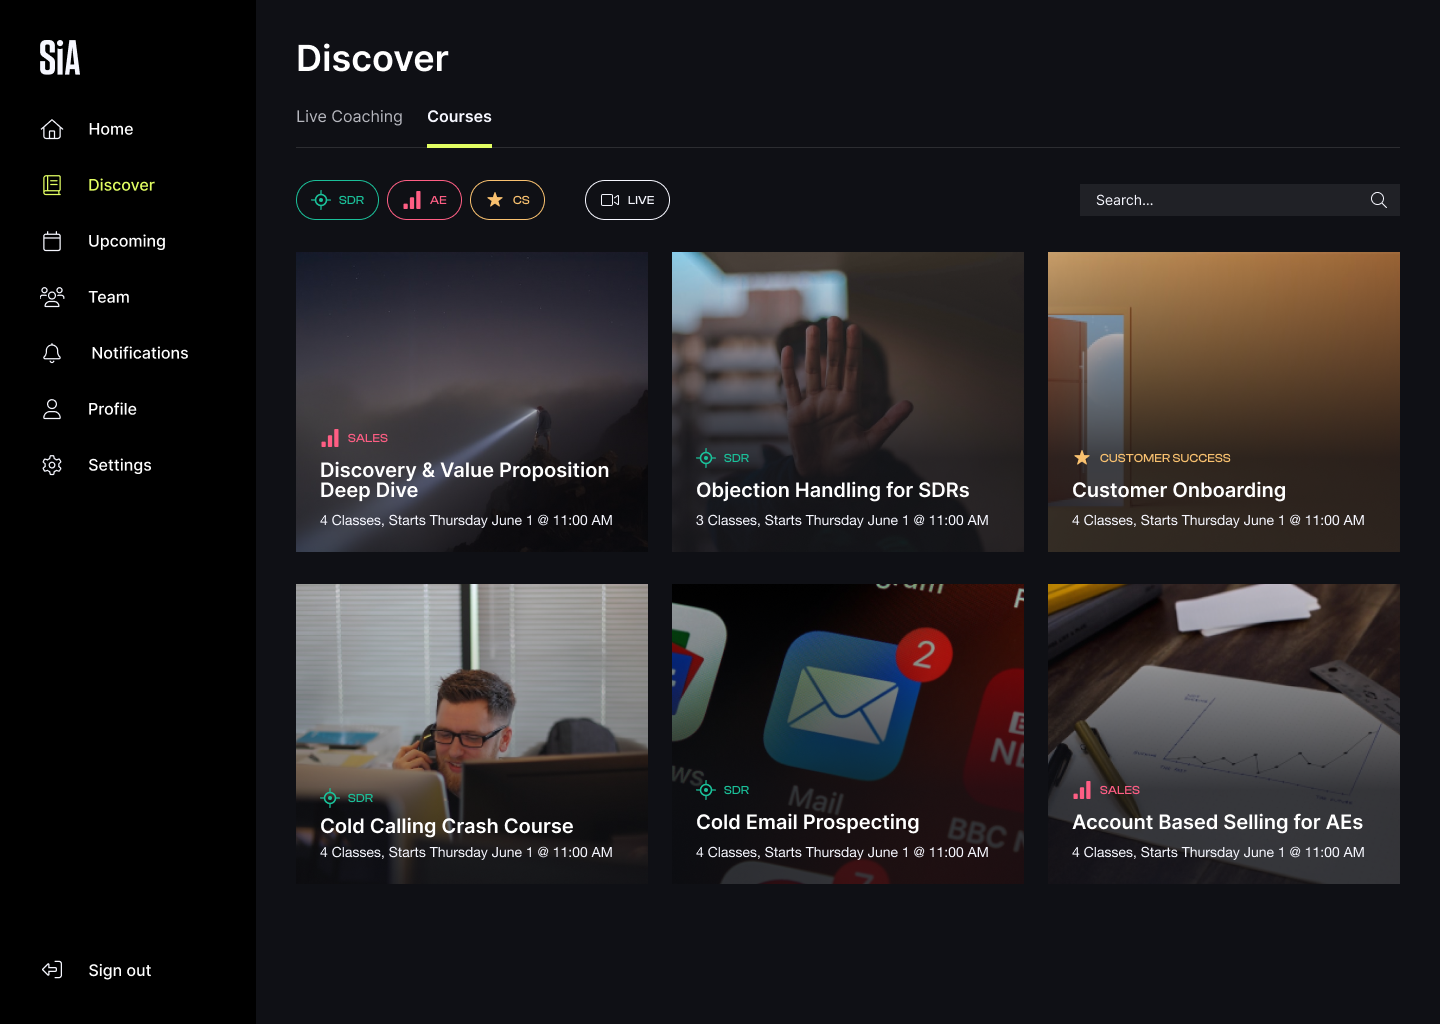 SiA
Home
Discover
Upcoming
Team
Notifications
Profile
Settings
Sign out
Discover
Live Coaching
Courses
SDR
AE
CS
LIVE
Search...
SALES
Discovery & Value Proposition
Deep Dive
4 Classes, Starts Thursday June 1 @ 11:00 AM
SDR
Objection Handling for SDRs
3 Classes, Starts Thursday June 1 @ 11:00 AM
CUSTOMER SUCCESS
Customer Onboarding
4 Classes, Starts Thursday June 1 @ 11:00 AM
SDR
Cold Calling Crash Course
4 Classes, Starts Thursday June 1 @ 11:00 AM
2
Mail
BBC
SDR
Cold Email Prospecting
4 Classes, Starts Thursday June 1 @ 11:00 AM
7
SALES
Account Based Selling for AEs
4 Classes, Starts Thursday June 1 @ 11:00 AM